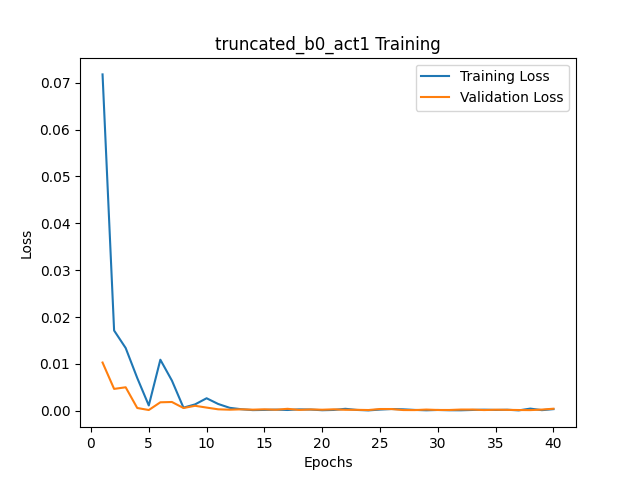 truncated_b0_act1 Training
Training Loss
Validation Loss
0.07
0.06
0.05
0.04
0.03
0.02
0.01
0.00
Loss
0 5 10 15 20 25 30 35 40
Epochs